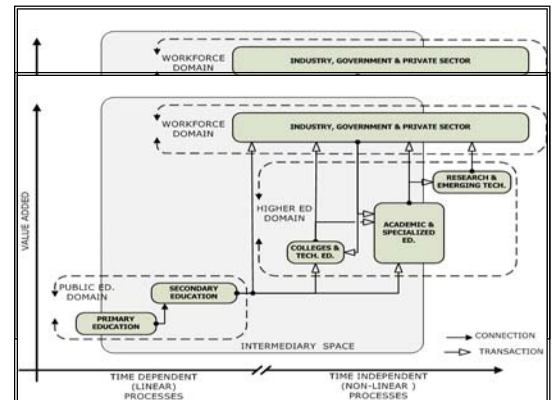 WORKFORCE
DOMAIN
INDUSTRY, GOVERNMENT & PRIVATE SECTOR
WORKFORCE
DOMAIN
INDUSTRY, GOVERNMENT & PRIVATE SECTOR
VALUE ADDED
RESEARCH &
EMERGING TECH.
HIGHER ED
DOMAIN
ACADEMIC &
SPECIALIZED
ED.
COLLEGES &
TECH. ED.
PUBLIC ED.
DOMAIN
SECONDARY
EDUCATION
PRIMARY
EDUCATION
CONNECTION
TRANSACTION
INTERMEDIARY SPACE
TIME DEPENDENT
(LINEAR)
PROCESSES
TIME INDEPENDENT
(NON-LINEAR )
PROCESSES